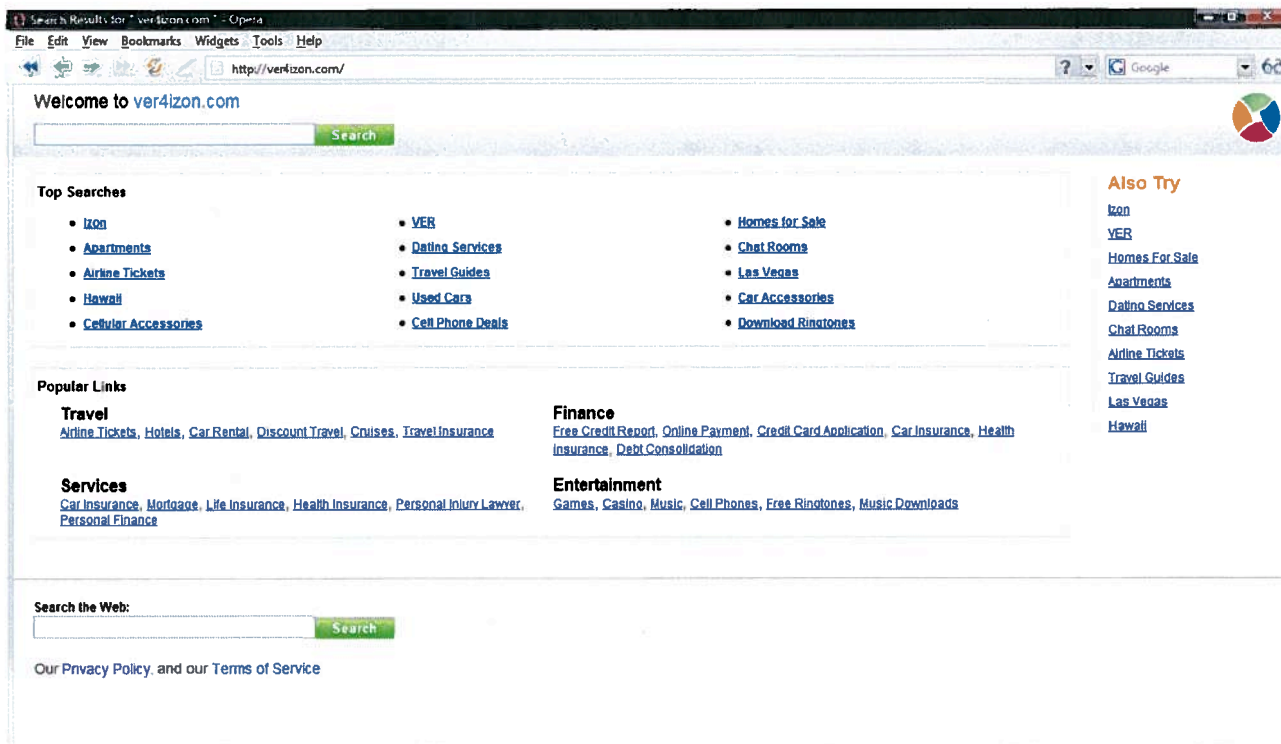 Search Results for " ver4izon.com " - Opera
File Edit View Bookmarks Widgets Tools Help
http://ver4izon.com/
? Google
Welcome to ver4izon.com
Search
Top Searches
Izon
VER
Homes for Sale
Apartments
Dating Services
Chat Rooms
Airline Tickets
Travel Guides
Las Vegas
Hawaii
Used Cars
Car Accessories
Cellular Accessories
Cell Phone Deals
Download Ringtones
Also Try
Izon
VER
Homes For Sale
Apartments
Dating Services
Chat Rooms
Airline Tickets
Travel Guides
Las Vegas
Hawaii
Popular Links
Travel
Airline Tickets, Hotels, Car Rental, Discount Travel, Cruises, Travel Insurance
Finance
Free Credit Report, Online Payment, Credit Card Application, Car Insurance, Health
Insurance, Debt Consolidation
Services
Car Insurance, Mortgage, Life Insurance, Health Insurance, Personal Injury Lawyer,
Personal Finance
Entertainment
Games, Casino, Music, Cell Phones, Free Ringtones, Music Downloads
Search the Web:
Search
Our Privacy Policy, and our Terms of Service